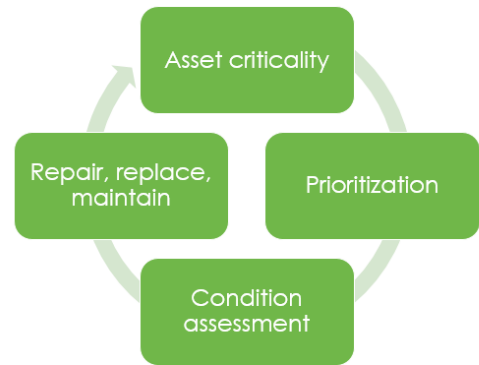 Asset criticality
Prioritization
Condition
assessment
Repair, replace,
maintain